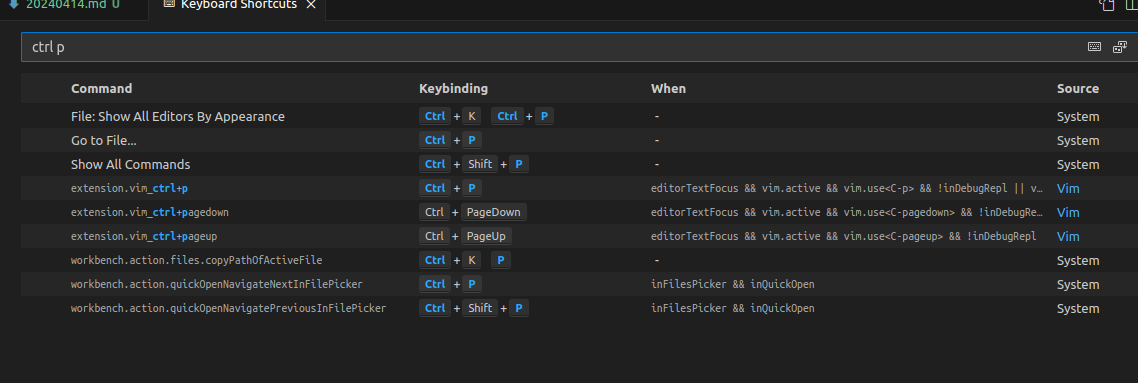 20240414.md U Keyboard Shortcuts
ctrl p
Command Keybinding When Source
File: Show All Editors By Appearance Ctrl + K Ctrl + P - System
Go to File... Ctrl + P - System
Show All Commands Ctrl + Shift + P - System
extension.vim_ctrl+p Ctrl + P editorTextFocus && vim.active && vim.use<C-p> && !inDebugRepl || v... Vim
extension.vim_ctrl+pagedown Ctrl + PageDown editorTextFocus && vim.active && vim.use<C-pagedown> && !inDebugRe... Vim
extension.vim_ctrl+pageup Ctrl + PageUp editorTextFocus && vim.active && vim.use<C-pageup> && !inDebugRepl Vim
workbench.action.files.copyPathOfActiveFile Ctrl + K P - System
workbench.action.quickOpenNavigateNextInFilePicker Ctrl + P inFilesPicker && inQuickOpen System
workbench.action.quickOpenNavigatePreviousInFilePicker Ctrl + Shift + P inFilesPicker && inQuickOpen System